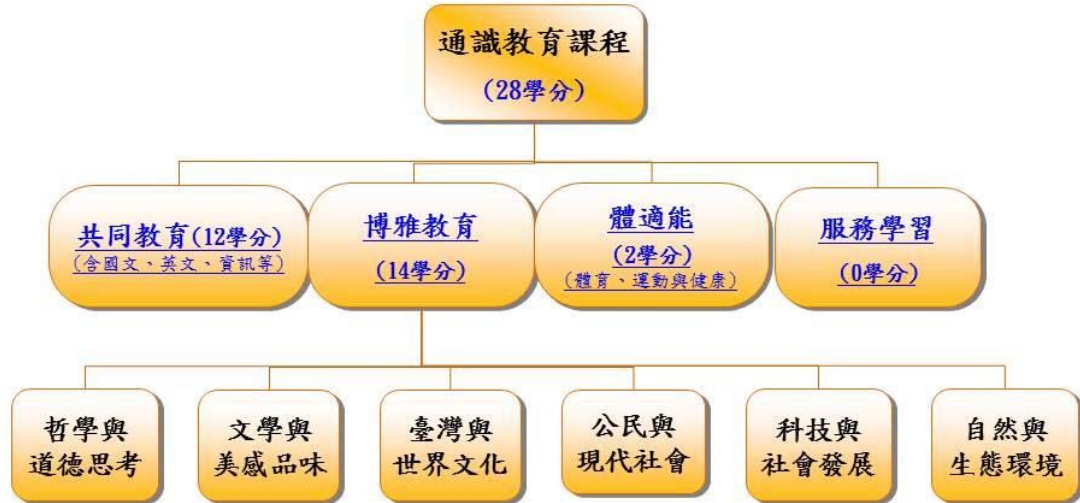 通識教育課程
(28學分)
共同教育(12學分)
(含國文、英文、資訊等)
博雅教育
(14學分)
體適能
(2學分)
(體育、運動與健康)
服務學習
(0學分)
哲學與
道德思考
文學與
美感品味
臺灣與
世界文化
公民與
現代社會
科技與
社會發展
自然與
生態環境